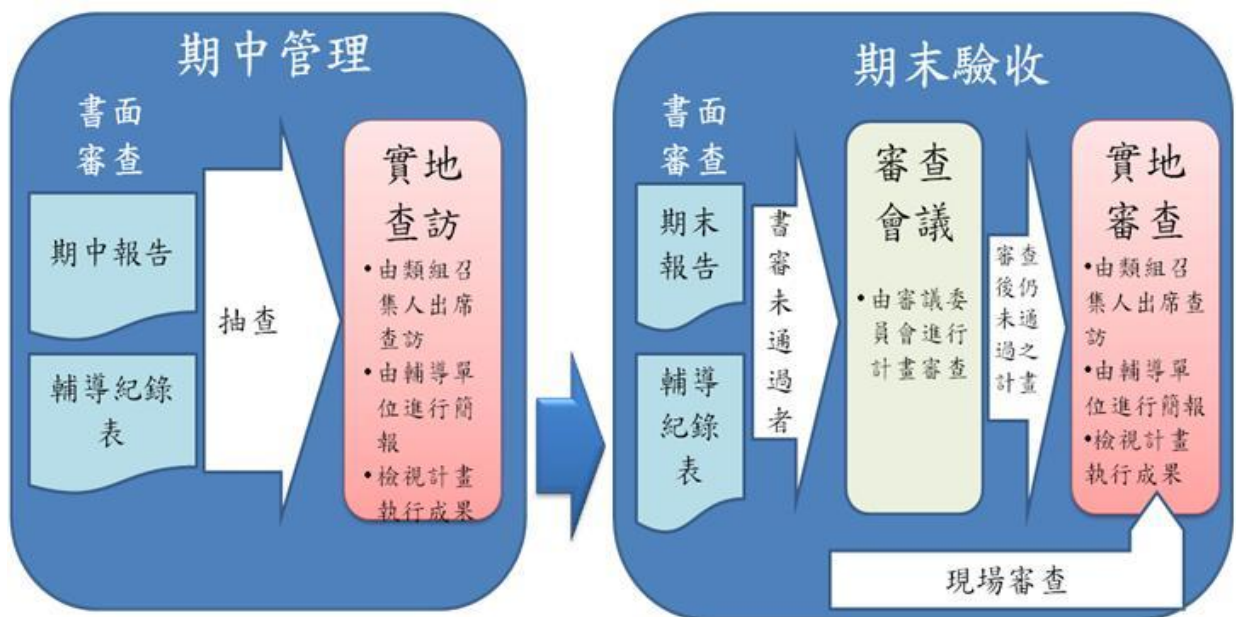 期中管理
書面
審查
期中報告
輔導紀錄
表
抽查
實地
查訪
•由類組召
集人出席
查訪
•由輔導單
位進行簡
報
•檢視計畫
執行成果
期末驗收
書面
審查
期末
報告
輔導
紀錄
表
書審未通過者
審查
會議
•由審議委
員會進行
計畫審查
審查
後仍
未通
過之
計畫
實地
審查
•由類組召
集人出席查
訪
•由輔導單
位進行簡報
•檢視計畫
執行成果
現場審查